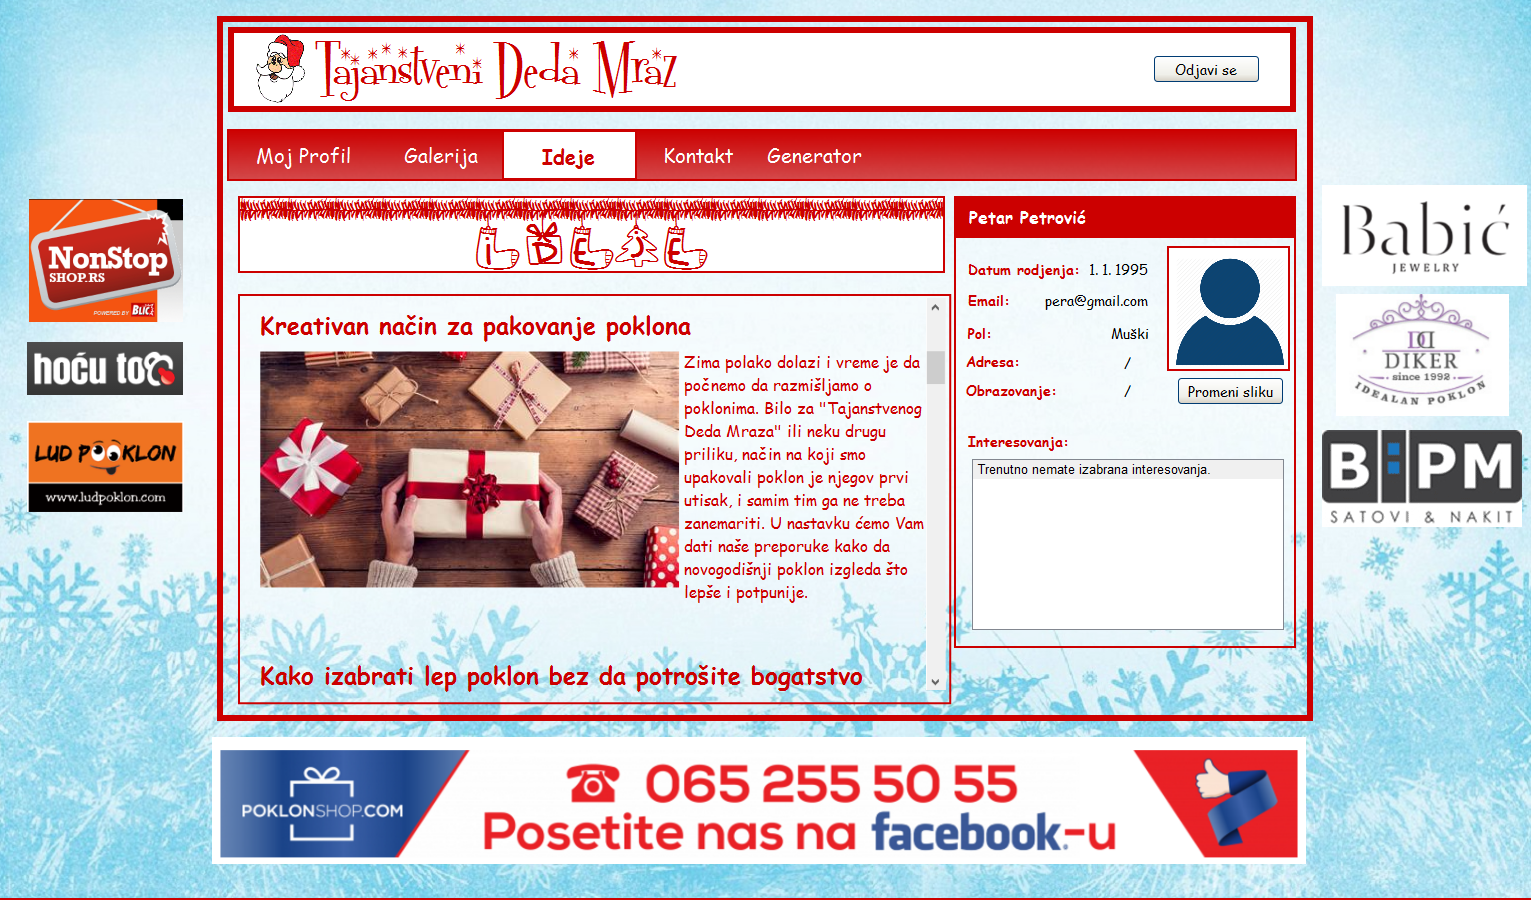 Tajanstveni Deda Mraz
Odjavi se
Moj Profil
Galerija
Ideje
Kontakt
Generator
IDEJE
Kreativan način za pakovanje poklona
Zima polako dolazi i vreme je da
počnemo da razmišljamo o
poklonima. Bilo za "Tajanstvenog
Deda Mraza" ili neku drugu
priliku, način na koji smo
upakovali poklon je njegov prvi
utisak, i samim tim ga ne treba
zanemariti. U nastavku ćemo Vam
dati naše preporuke kako da
novogodišnji poklon izgleda što
lepše i potpunije.
Kako izabrati lep poklon bez da potrošite bogatstvo
Petar Petrović
Datum rodjenja: 1. 1. 1995
Email: pera@gmail.com
Pol: Muški
Adresa: /
Obrazovanje: /
Promeni sliku
Interesovanja:
Trenutno nemate izabrana interesovanja.
NonStop
SHOP.RS
POWERED BY BLIC
hoću to
LUD POOKLON
www.ludpoklon.com
Babić
JEWELRY
DD
DIKER
since 1992
IDEALAN POKLON
B:PM
SATOVI & NAKIT
POKLONSHOP.COM
065 255 50 55
Posetite nas na facebook-u